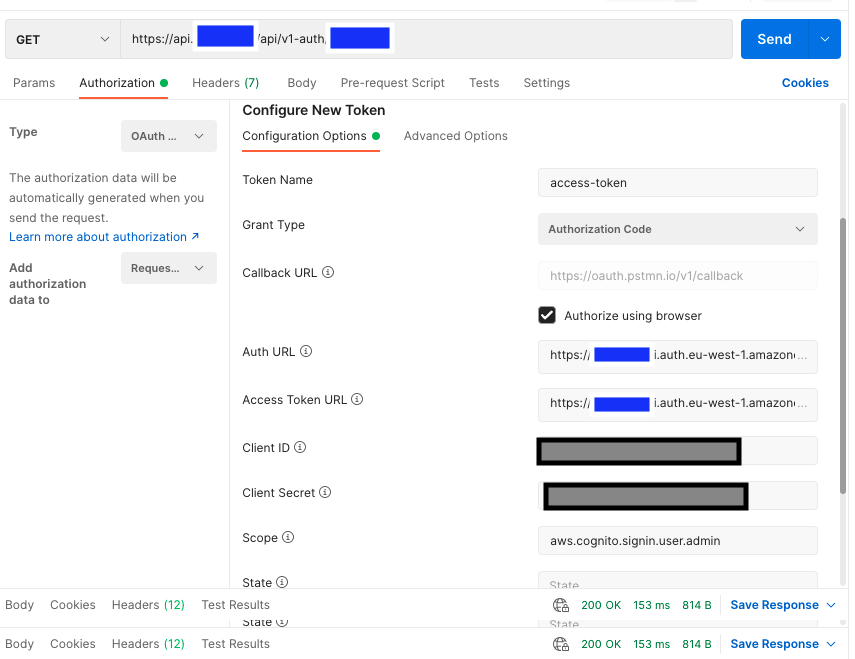 GET
https://api.
/api/v1-auth/
Send
Params
Authorization
Headers (7)
Body
Pre-request Script
Tests
Settings
Cookies
Type
OAuth ...
The authorization data will be
automatically generated when you
send the request.
Learn more about authorization ↗
Add
authorization
data to
Reques...
Configure New Token
Configuration Options
Advanced Options
Token Name
access-token
Grant Type
Authorization Code
Callback URL
https://oauth.pstmn.io/v1/callback
Authorize using browser
Auth URL
https:/
i.auth.eu-west-1.amazon...
Access Token URL
https:/
i.auth.eu-west-1.amazon...
Client ID
Client Secret
Scope
aws.cognito.signin.user.admin
State
State
Body Cookies Headers (12) Test Results 200 OK 153 ms 814 B Save Response
State
State
Body Cookies Headers (12) Test Results 200 OK 153 ms 814 B Save Response